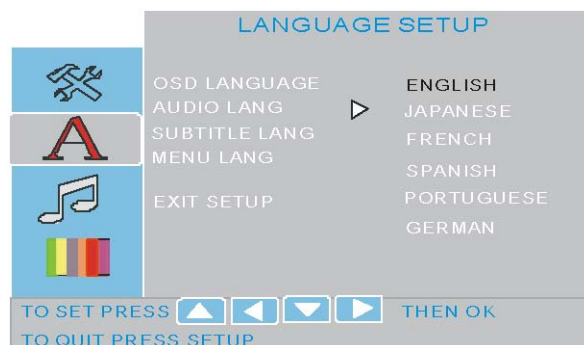 LANGUAGE SETUP
OSD LANGUAGE
AUDIO LANG
SUBTITLE LANG
MENU LANG
EXIT SETUP
ENGLISH
JAPANESE
FRENCH
SPANISH
PORTUGUESE
GERMAN
A
TO SET PRESS THEN OK
TO QUIT PRESS SETUP